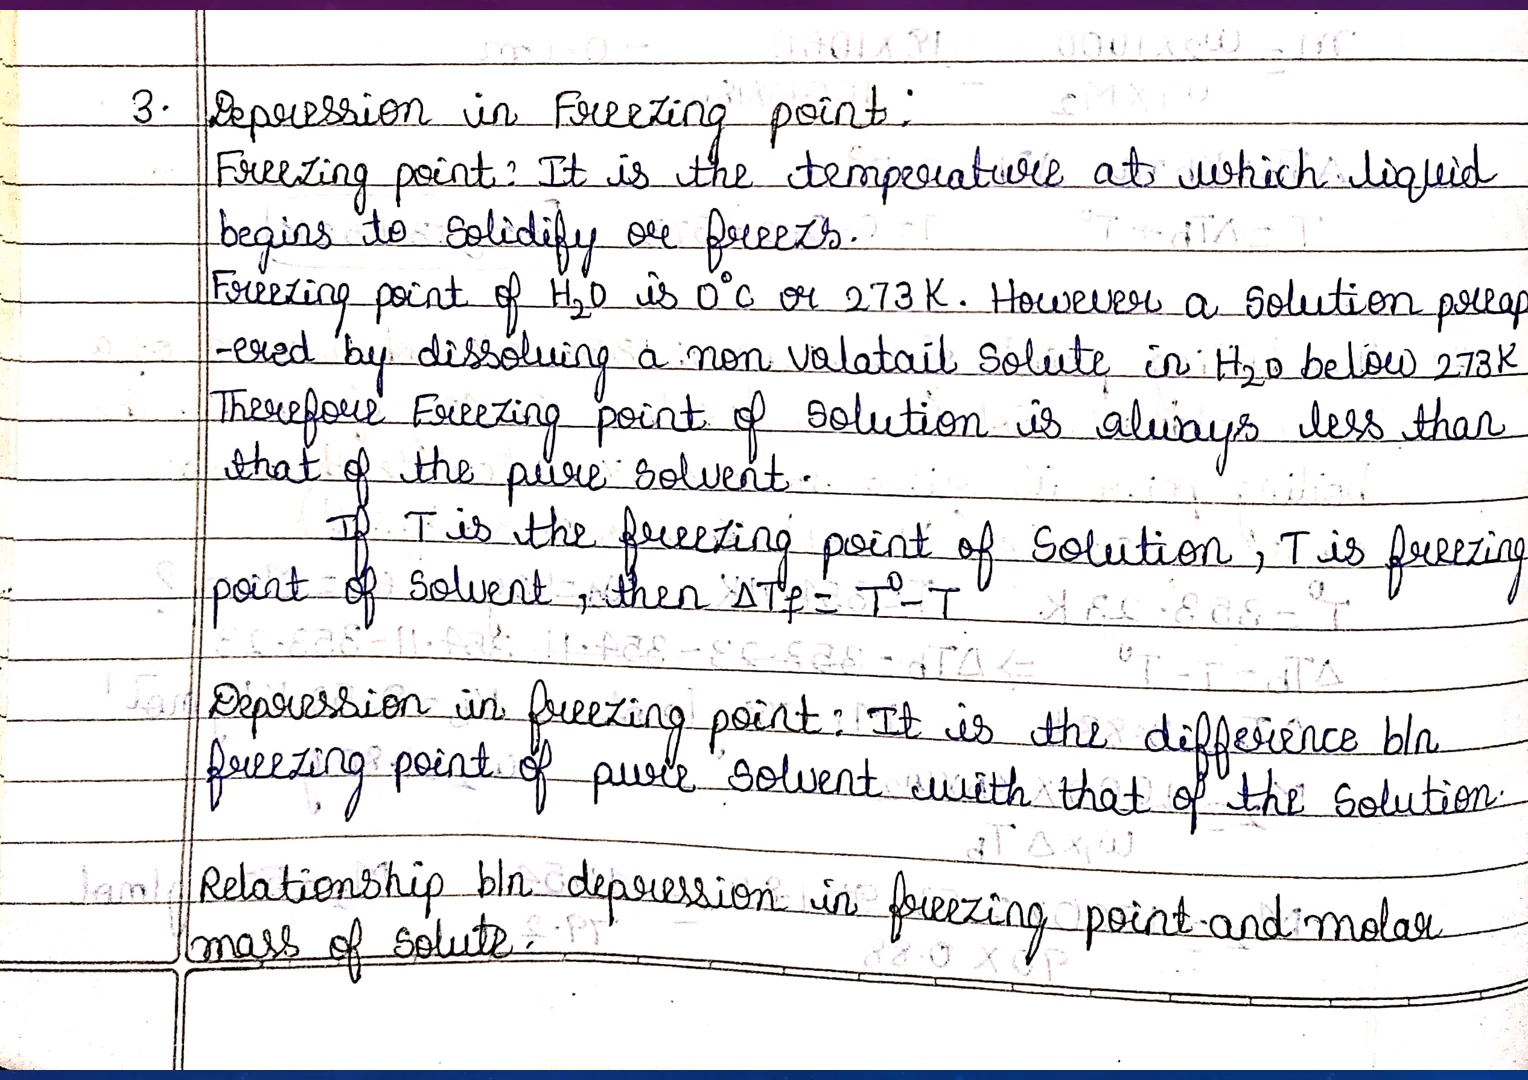 3. Depression in Freezing point:
Freezing point: It is the temperature at which liquid
begins to solidify or freezs.
Freezing point of H₂O is 0°C or 273K. However a solution preap
-ered by dissolving a non valatail solute in H₂O below 273K
Therefore Freezing point of solution is always less than
that of the pure solvent.
If T is the freezing point of solution, T is freezing
point of solvent, then ΔTf = T⁰-T
Depression in freezing point: It is the difference b/n
freezing point of pure solvent with that of the solution.
Relationship b/n depression in freezing point and molar
mass of solute.